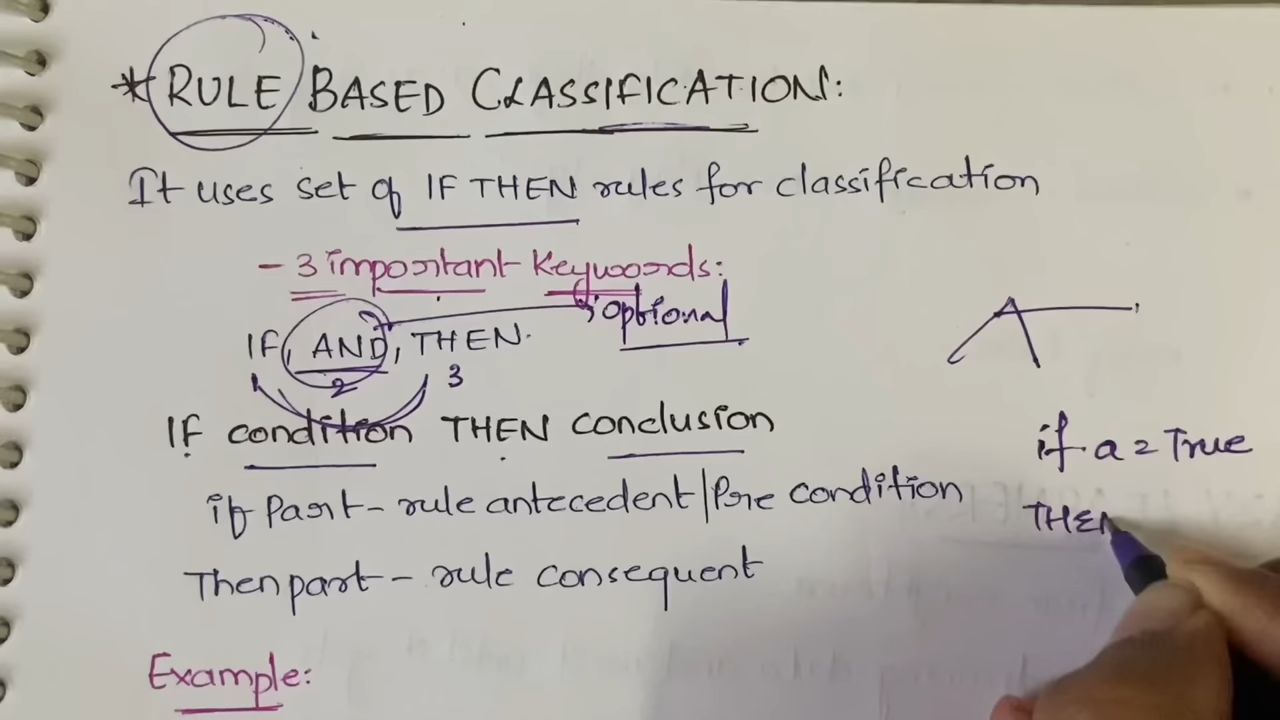 * RULE BASED CLASSIFICATION:
It uses set of IF THEN rules for classification
- 3 important Keywords:
optional
IF, AND, THEN.
2 3
IF condition THEN conclusion
if a = True
if Part - rule antecedent/Pre condition
THEN
Then part - rule consequent
Example: